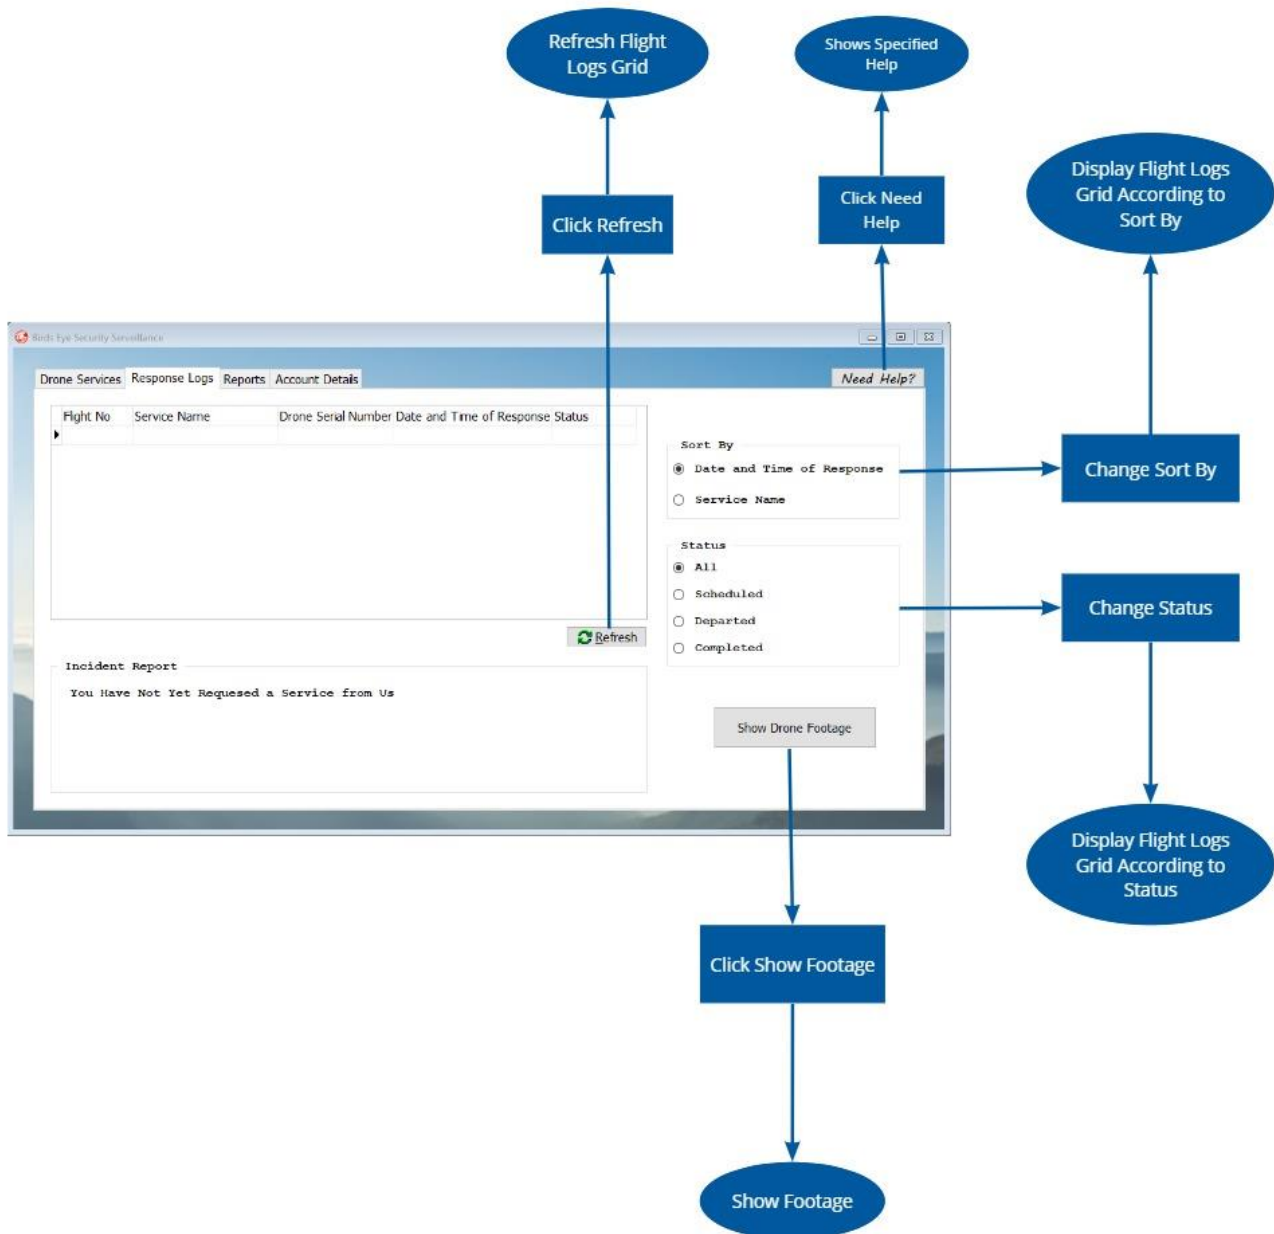 Refresh Flight
Logs Grid
Shows Specified
Help
Display Flight Logs
Grid According to
Sort By
Click Refresh
Click Need
Help
Birds Eye Security Serveillance
Drone Services Response Logs Reports Account Details
Need Help?
Flight No Service Name Drone Serial Number Date and Time of Response Status
Sort By
Date and Time of Response
Service Name
Change Sort By
Status
All
Scheduled
Departed
Completed
Change Status
Refresh
Incident Report
You Have Not Yet Requesed a Service from Us
Show Drone Footage
Display Flight Logs
Grid According to
Status
Click Show Footage
Show Footage